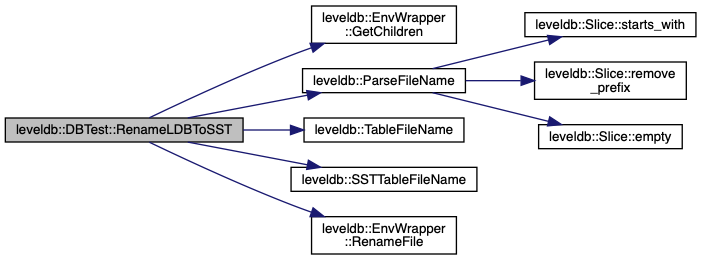 leveldb::DBTest::RenameLDBToSST
leveldb::EnvWrapper
::GetChildren
leveldb::ParseFileName
leveldb::TableFileName
leveldb::SSTTableFileName
leveldb::EnvWrapper
::RenameFile
leveldb::Slice::starts_with
leveldb::Slice::remove
_prefix
leveldb::Slice::empty